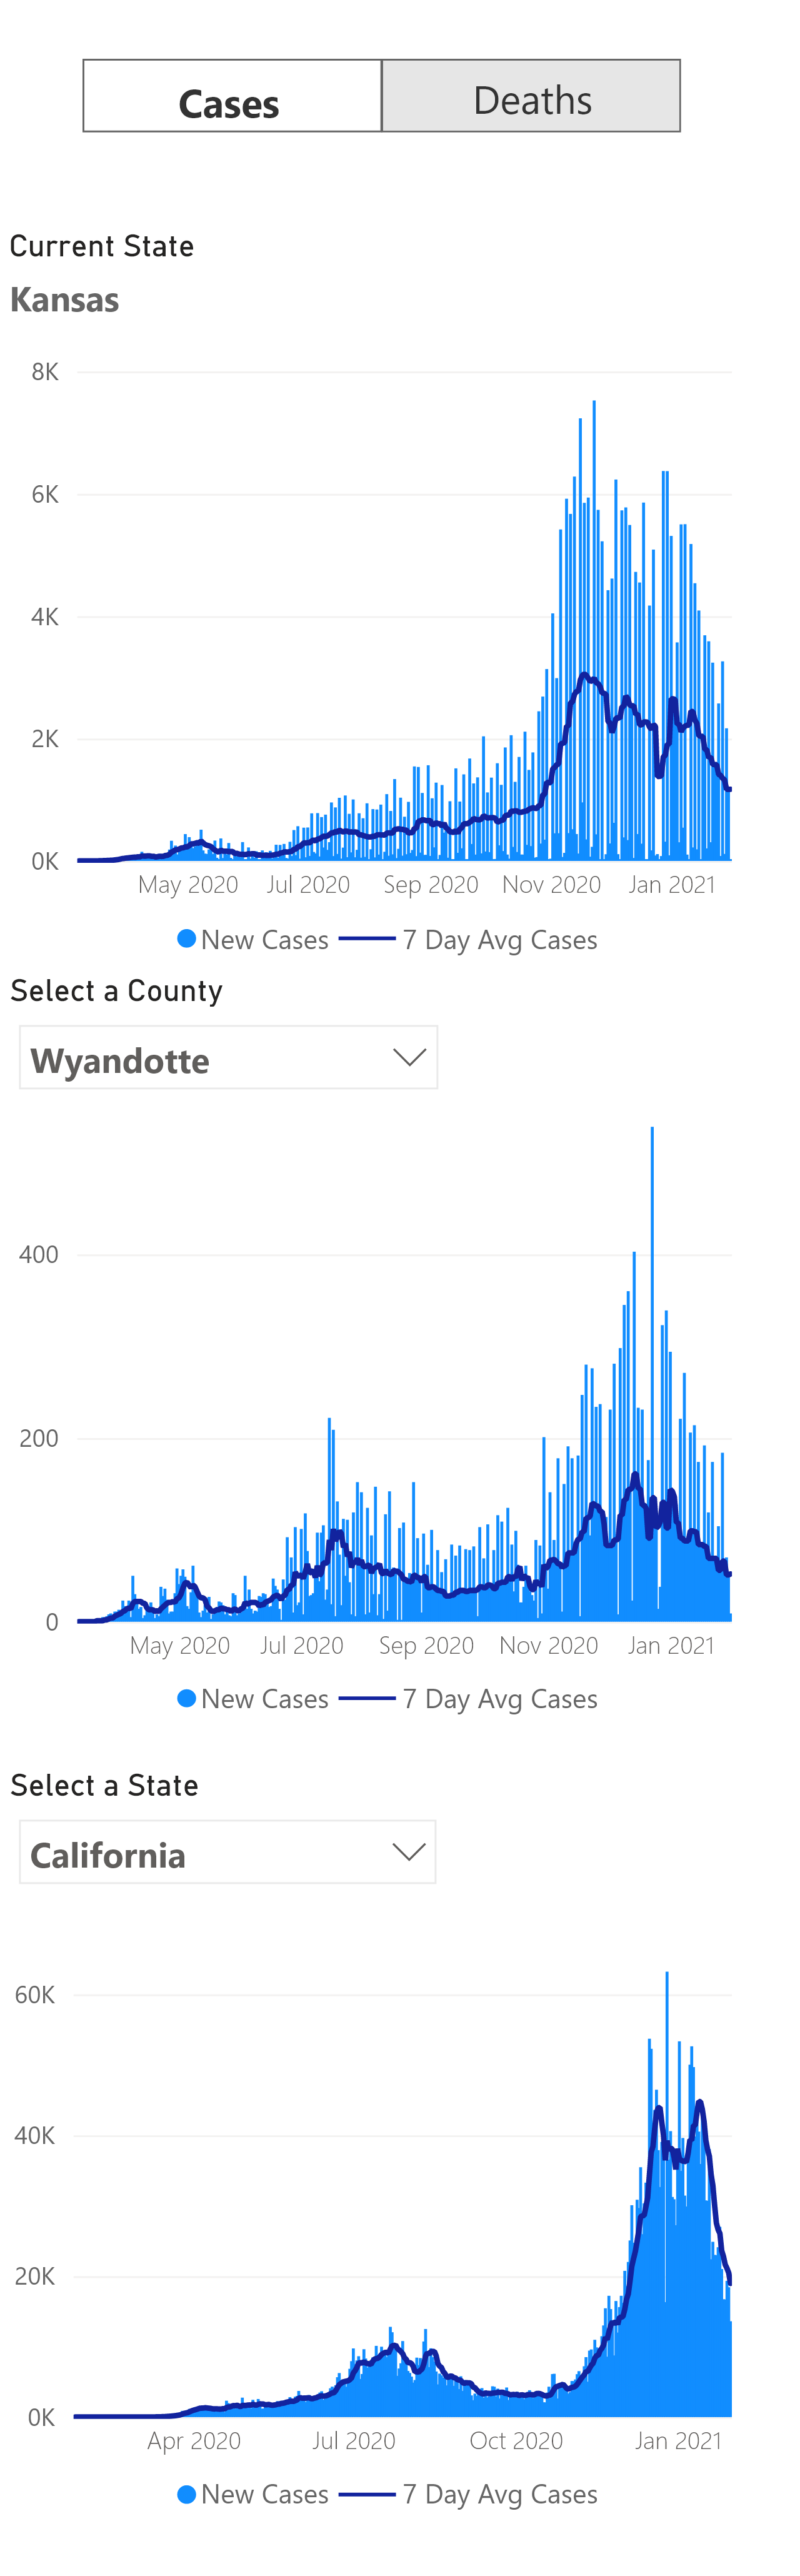 Cases Deaths
Current State
Kansas
8K
6K
4K
2K
0K
May 2020 Jul 2020 Sep 2020 Nov 2020 Jan 2021
New Cases 7 Day Avg Cases
Select a County
Wyandotte
400
200
0
May 2020 Jul 2020 Sep 2020 Nov 2020 Jan 2021
New Cases 7 Day Avg Cases
Select a State
California
60K
40K
20K
0K
Apr 2020 Jul 2020 Oct 2020 Jan 2021
New Cases 7 Day Avg Cases